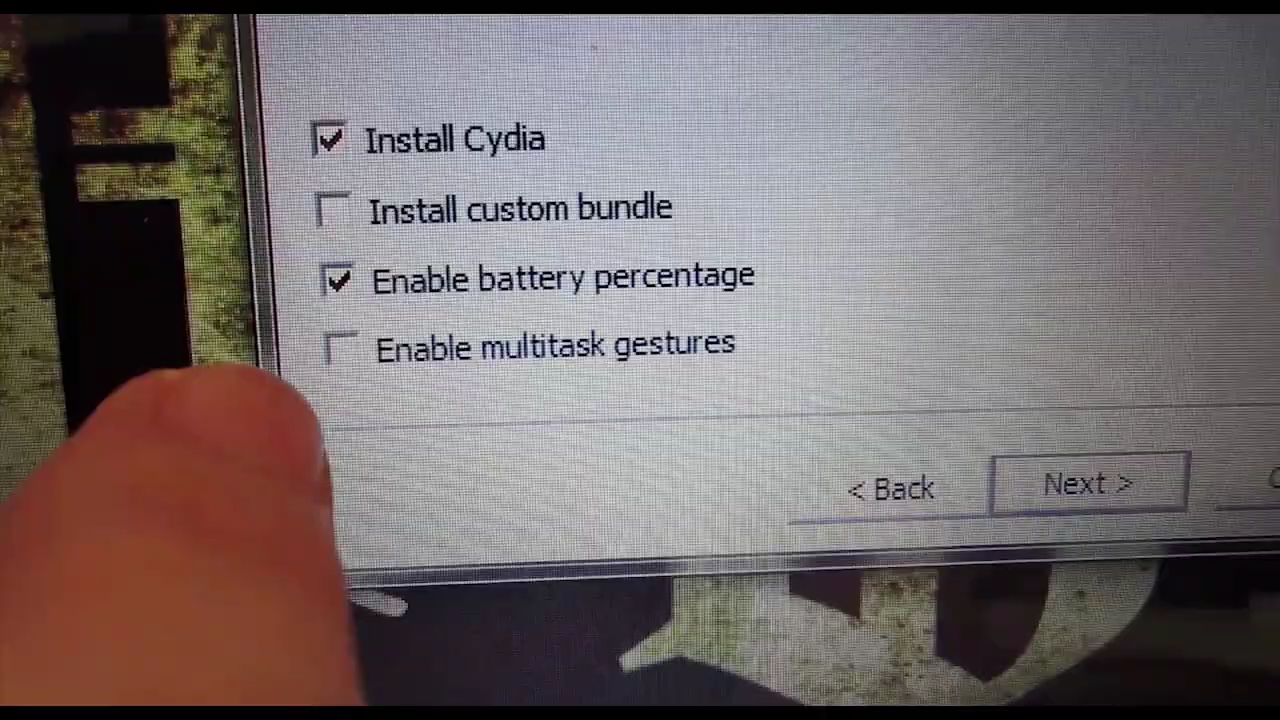 Install Cydia
Install custom bundle
Enable battery percentage
Enable multitask gestures
< Back Next >